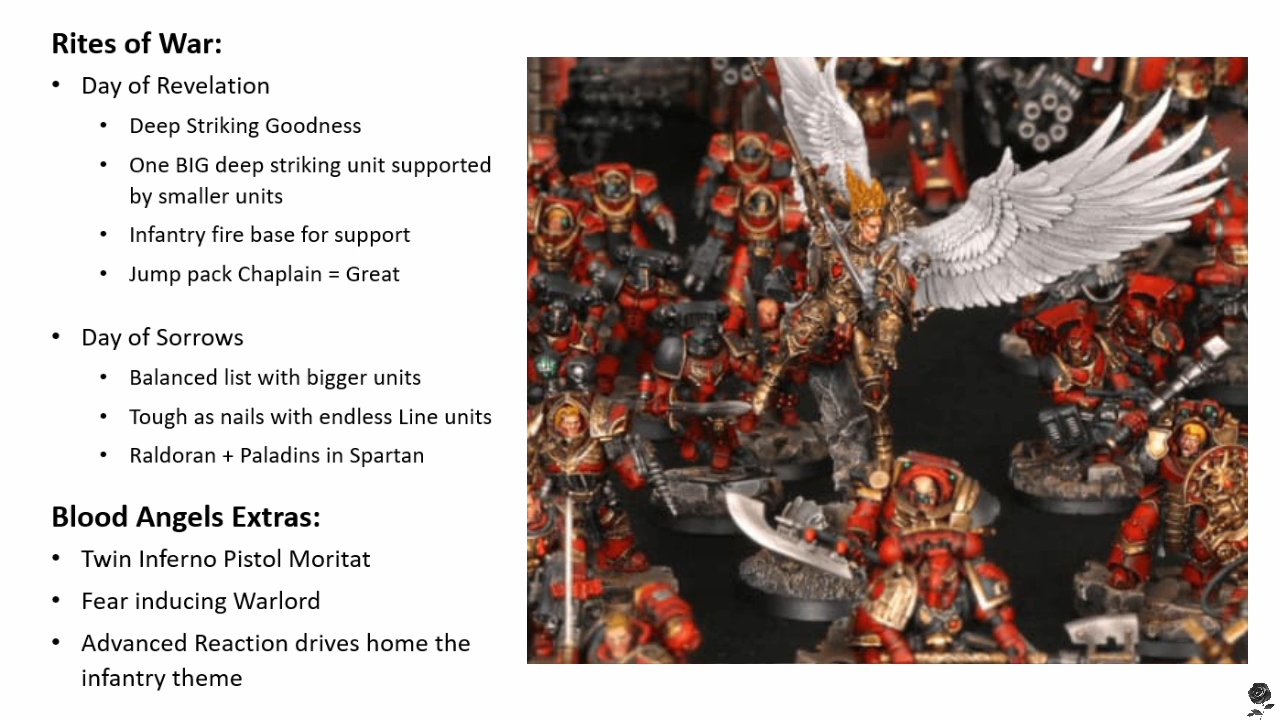 Rites of War:
• Day of Revelation
• Deep Striking Goodness
• One BIG deep striking unit supported
by smaller units
• Infantry fire base for support
• Jump pack Chaplain = Great
• Day of Sorrows
• Balanced list with bigger units
• Tough as nails with endless Line units
• Raldoran + Paladins in Spartan
Blood Angels Extras:
• Twin Inferno Pistol Moritat
• Fear inducing Warlord
• Advanced Reaction drives home the
infantry theme